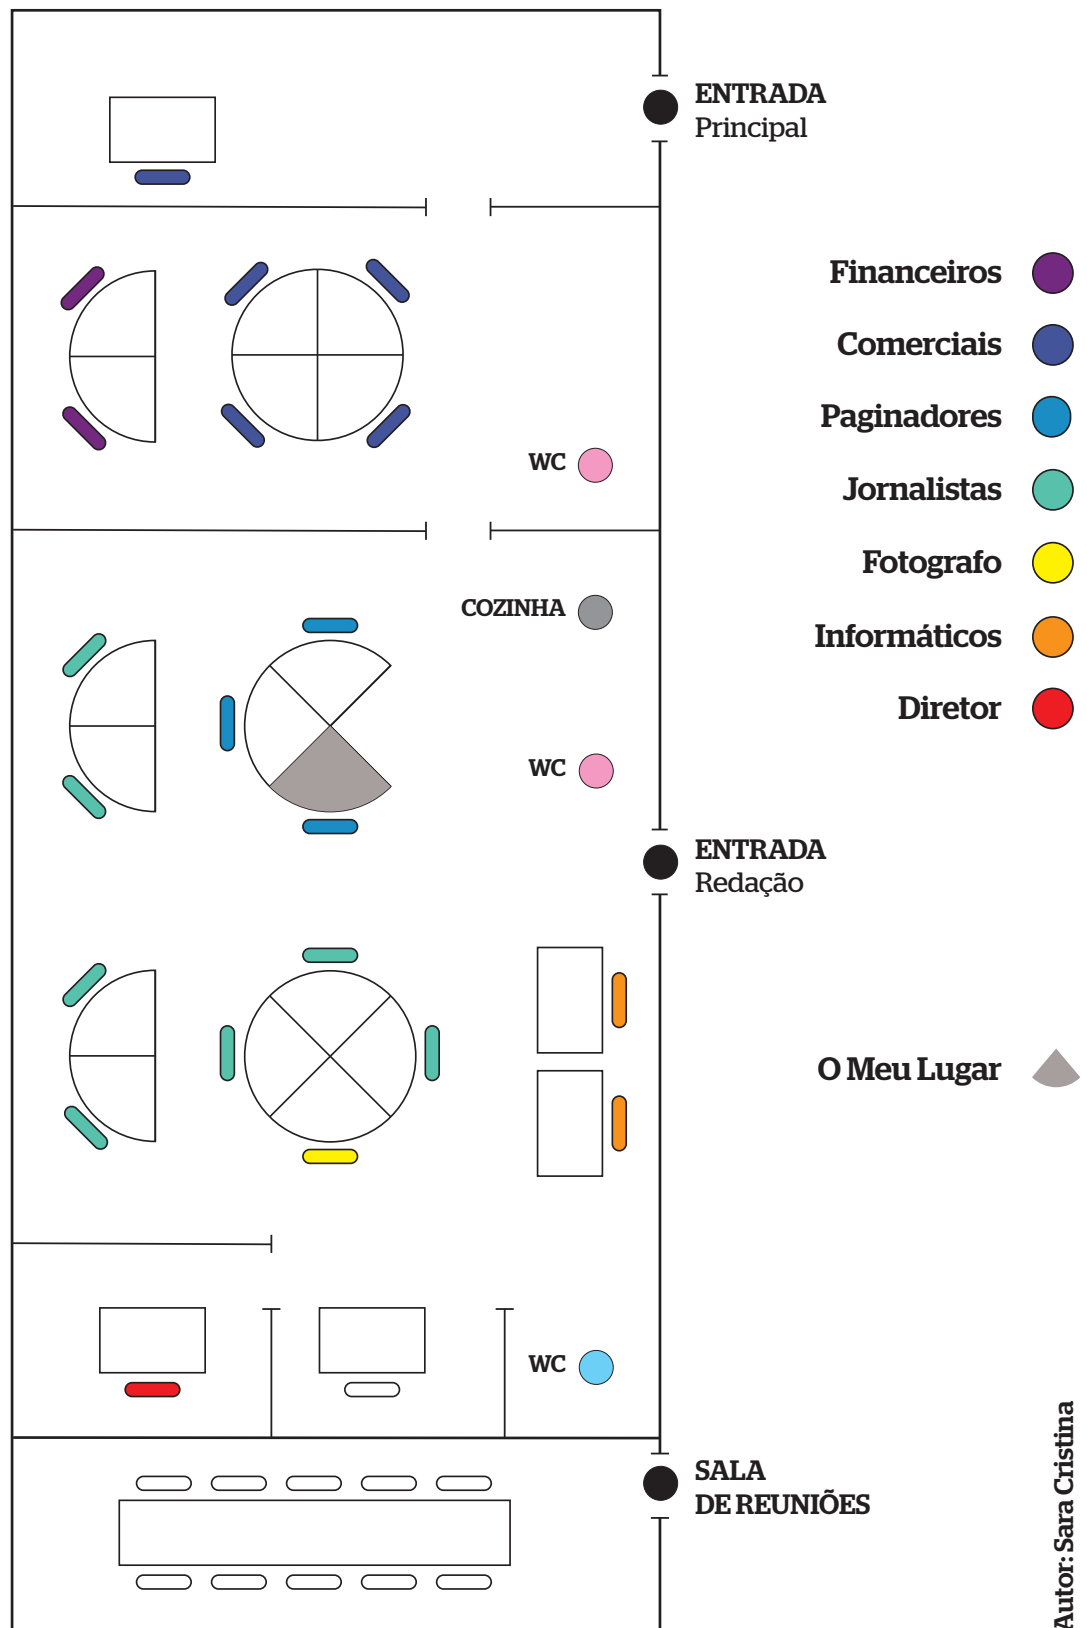 ENTRADA
Principal
Financeiros
Comerciais
Paginadores
WC
Jornalistas
Fotografo
COZINHA
Informáticos
Diretor
WC
ENTRADA
Redação
O Meu Lugar
WC
SALA
DE REUNIÕES
Autor: Sara Cristina